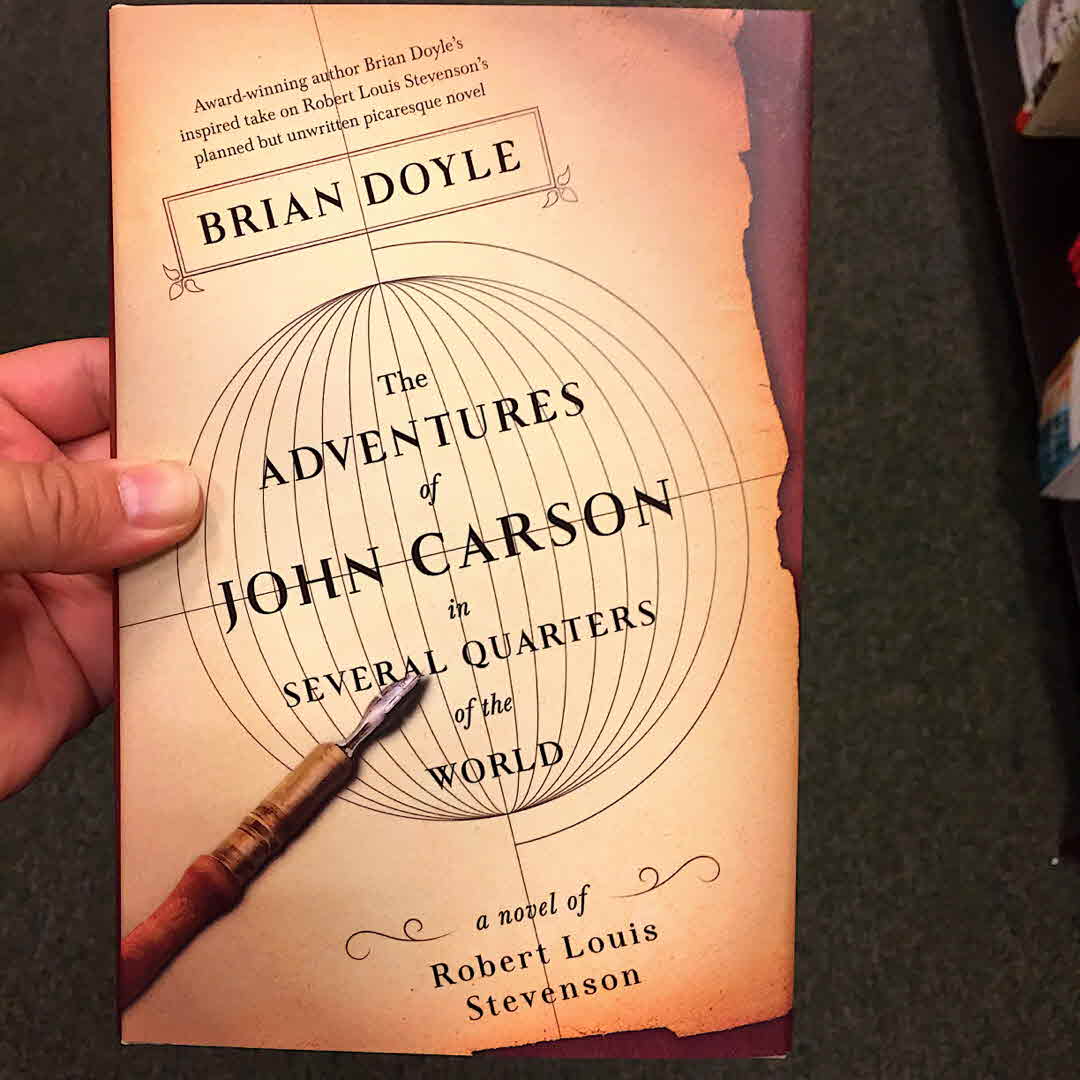 Award-winning author Brian Doyle's
inspired take on Robert Louis Stevenson's
planned but unwritten picaresque novel
BRIAN DOYLE
The
ADVENTURES
of
JOHN CARSON
in
SEVERAL QUARTERS
of the
WORLD
a novel of
Robert Louis
Stevenson